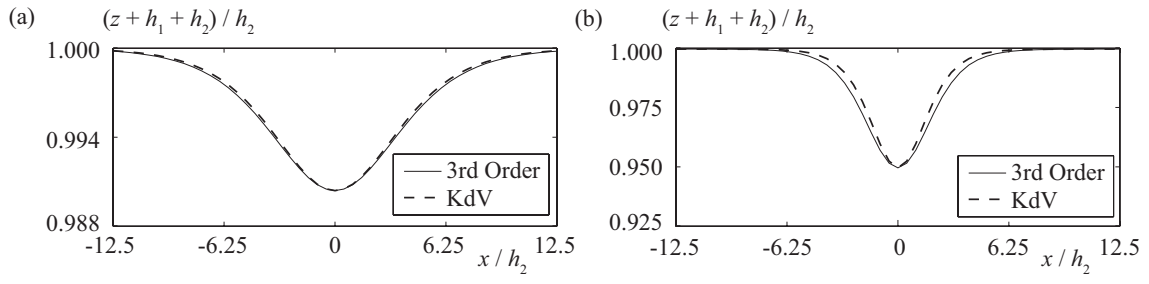 (a)
(z + h1 + h2) / h2
1.000
0.994
0.988
-12.5
-6.25
0
6.25
12.5
x / h2
3rd Order
KdV
(b)
(z + h1 + h2) / h2
1.000
0.975
0.950
0.925
-12.5
-6.25
0
6.25
12.5
x / h2
3rd Order
KdV